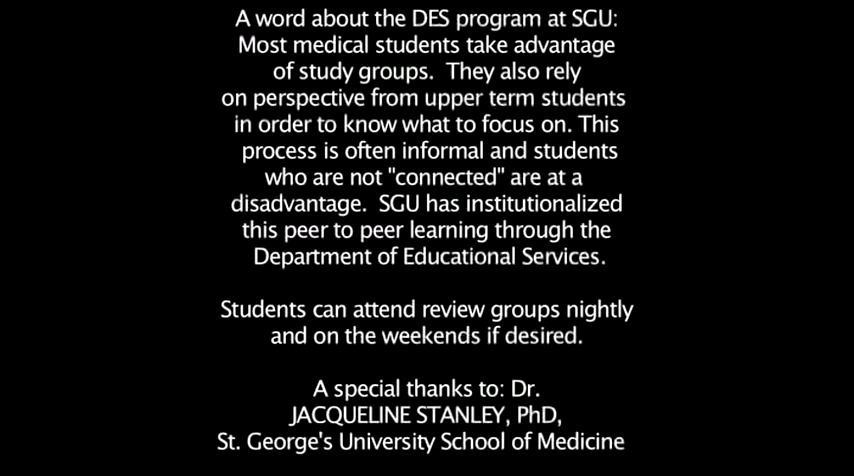 A word about the DES program at SGU:
Most medical students take advantage
of study groups.  They also rely
on perspective from upper term students
in order to know what to focus on. This
process is often informal and students
who are not "connected" are at a
disadvantage.  SGU has institutionalized
this peer to peer learning through the
Department of Educational Services.
Students can attend review groups nightly
and on the weekends if desired.
A special thanks to: Dr.
JACQUELINE STANLEY, PhD,
St. George's University School of Medicine